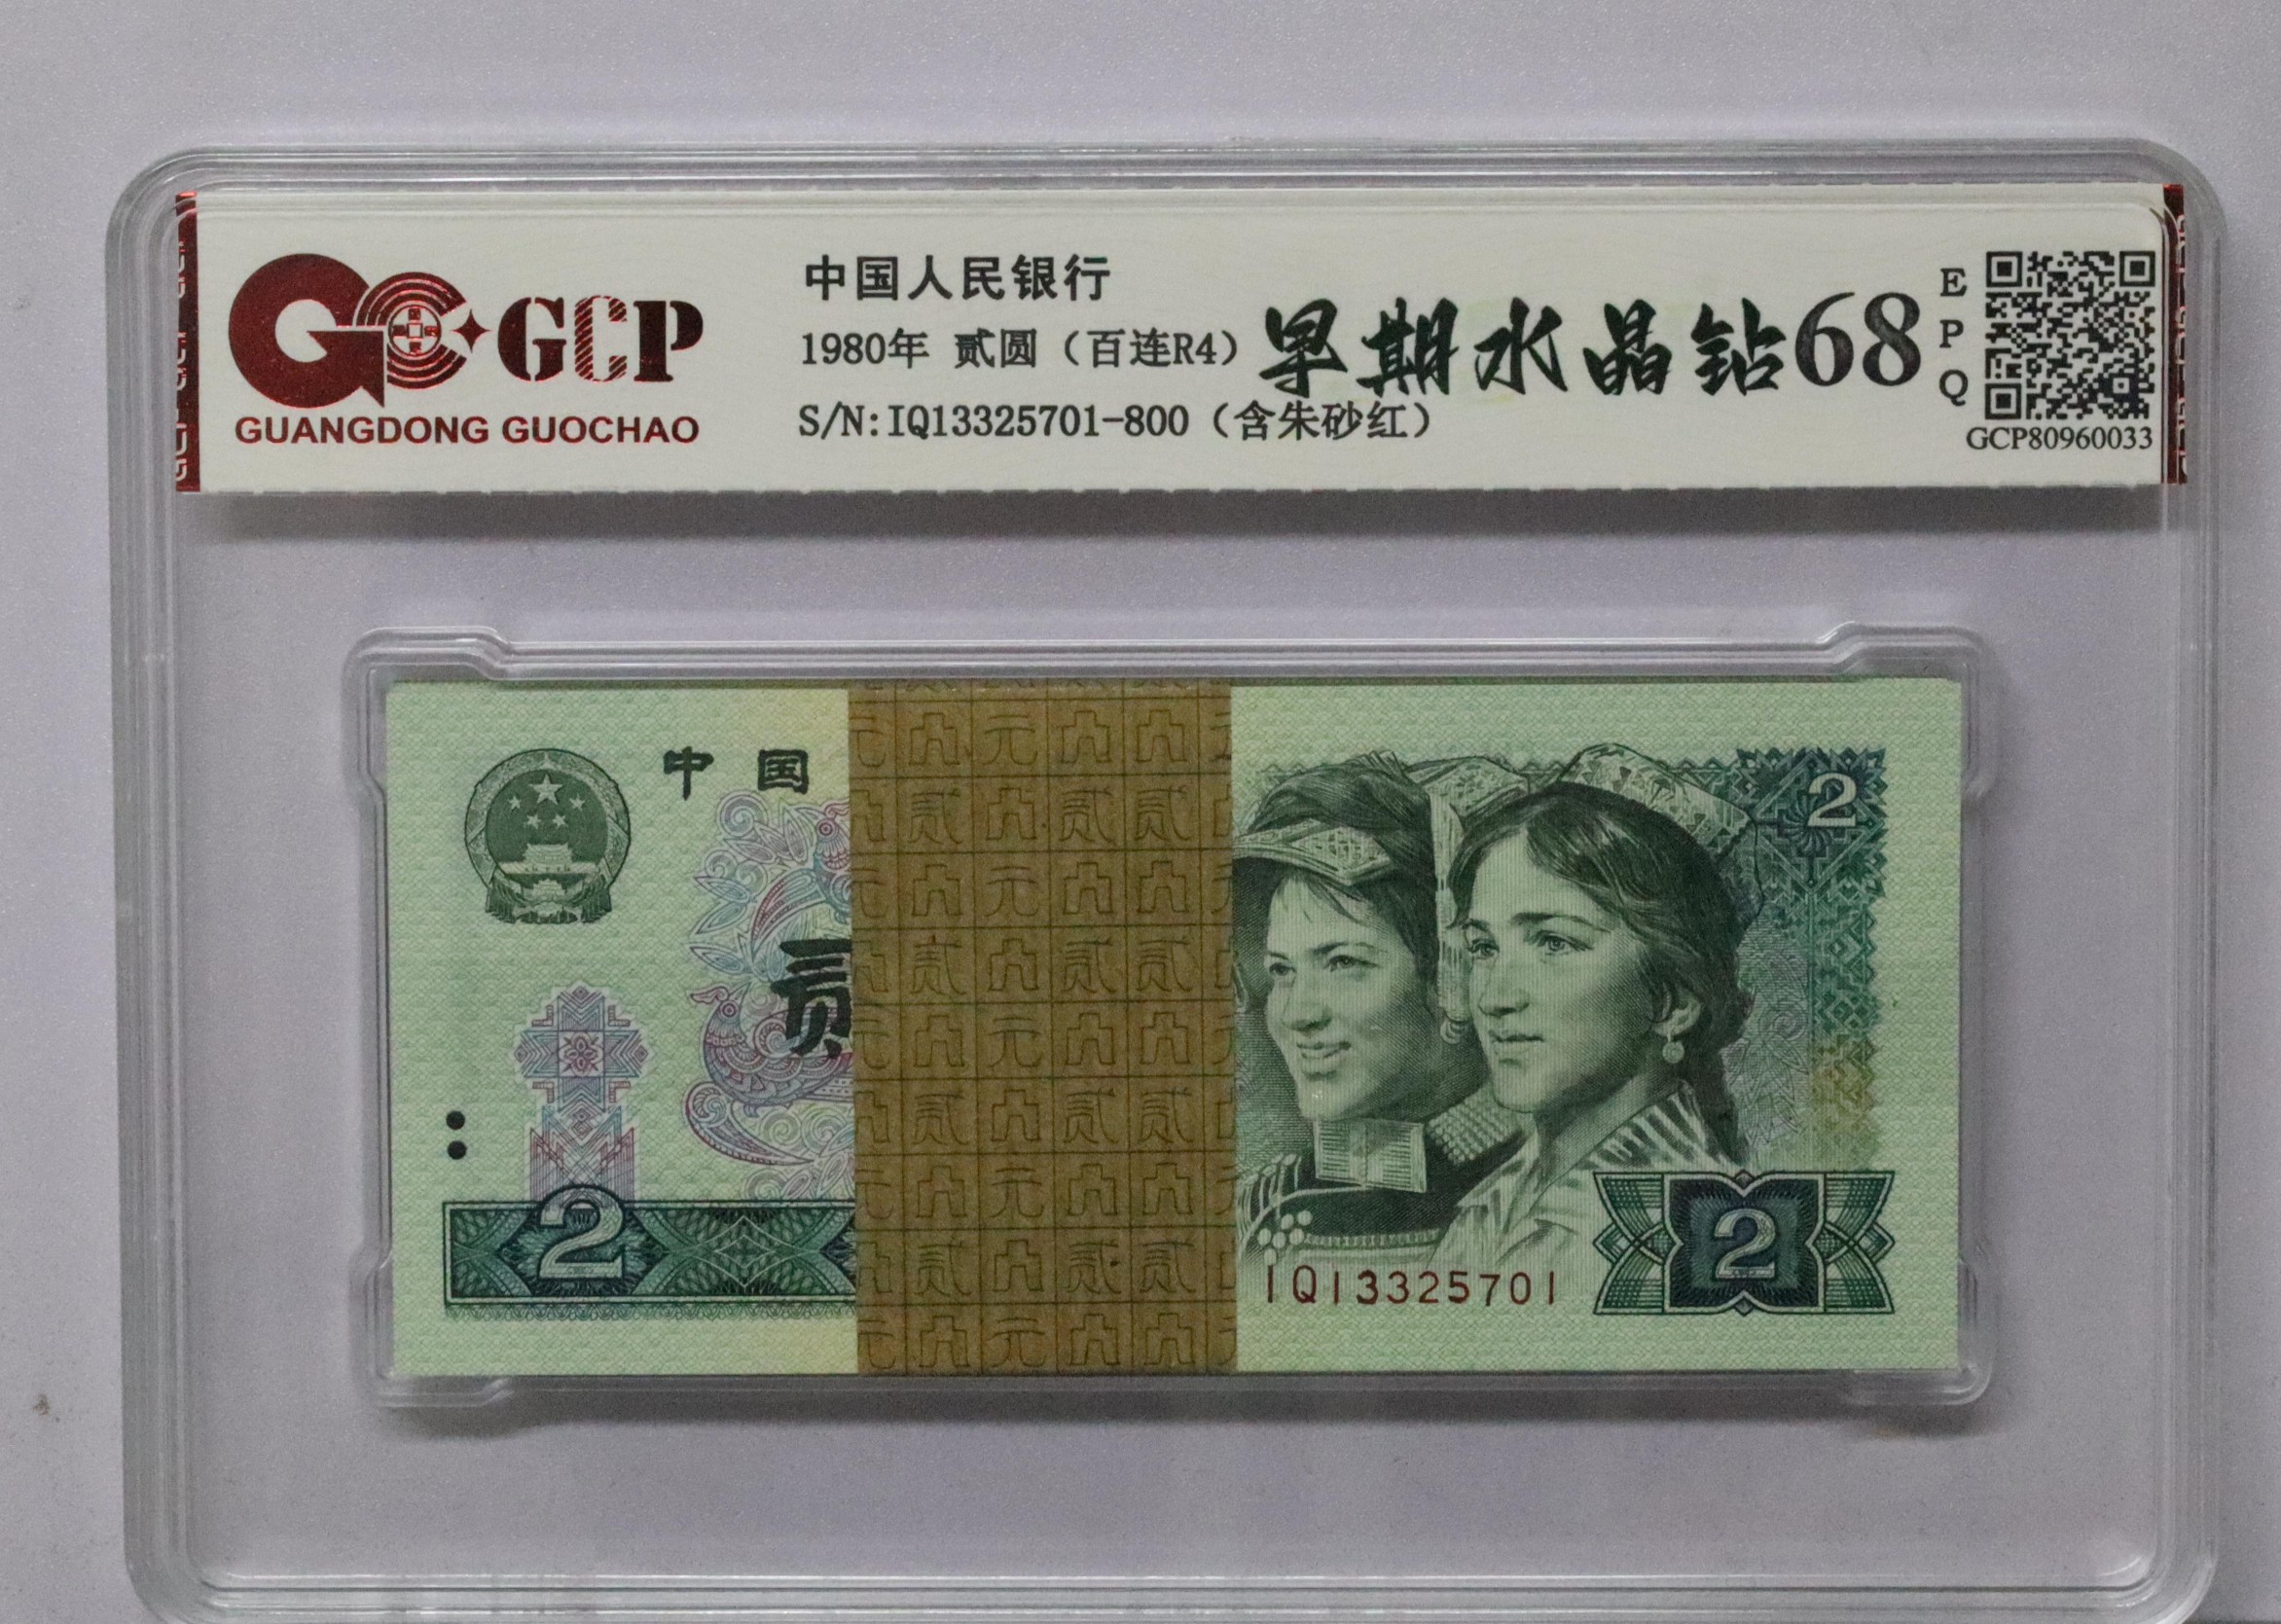 GCP
GUANGDONG GUOCHAO
中国人民银行
1980年 贰圆（百连R4）
早期水晶钻68
EPQ
S/N:IQ13325701-800（含朱砂红）
GCP80960033
中国
贰
2
2
IQ13325701
2